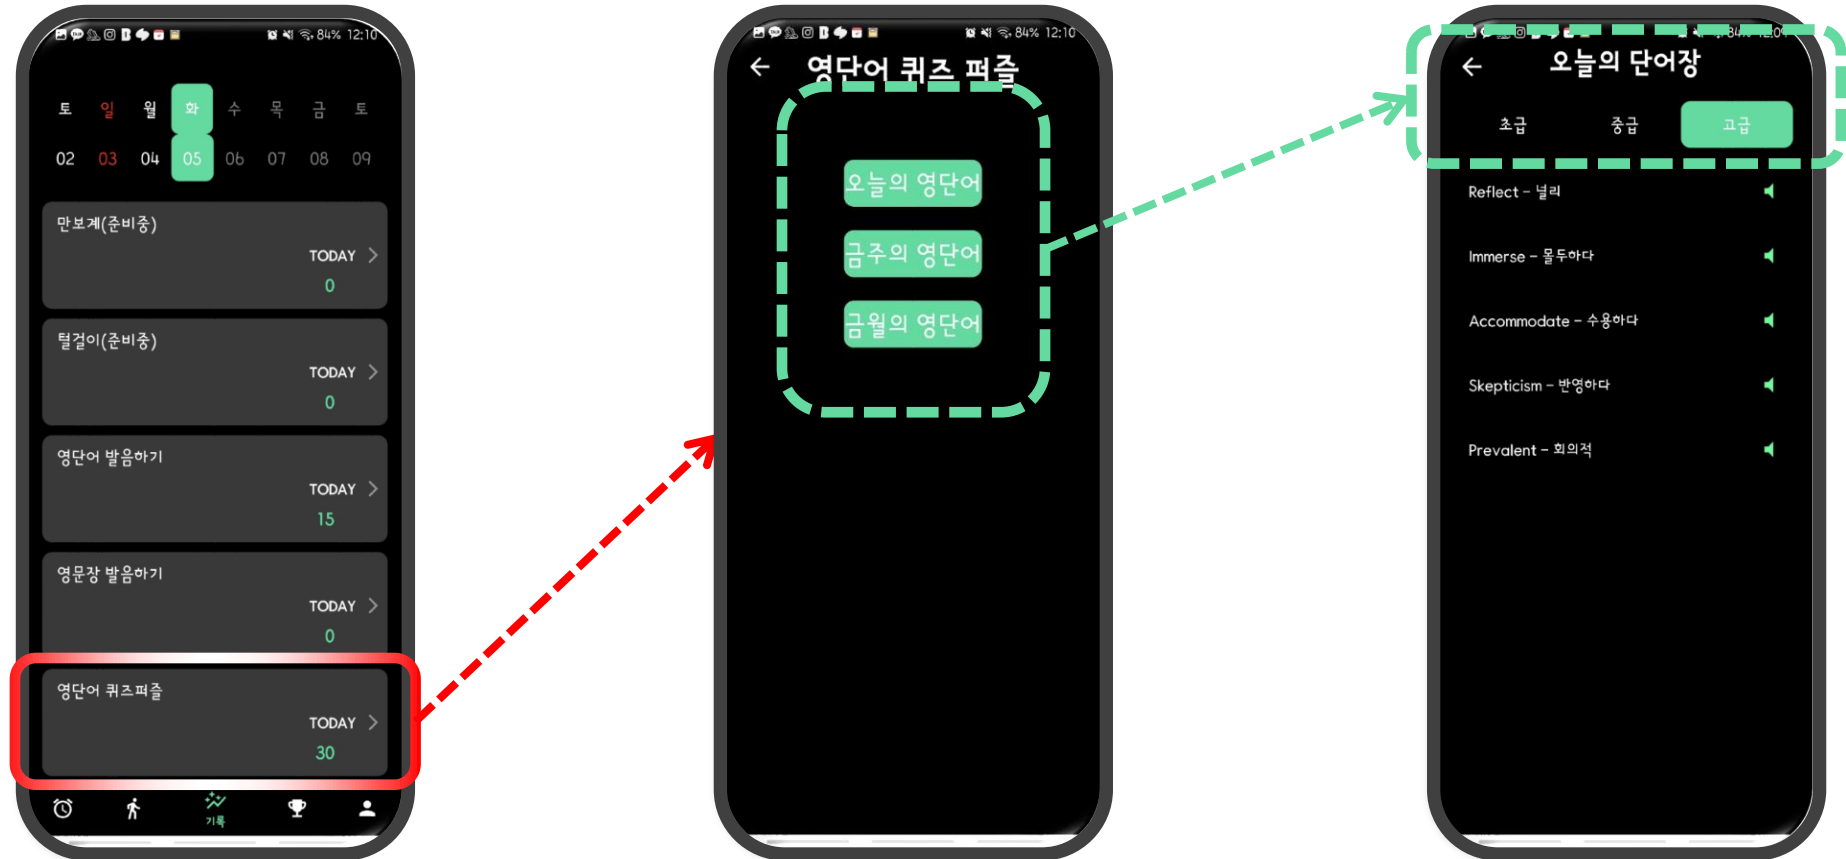 84% 12:10
토 일 월 화 수 목 금 토
02 03 04 05 06 07 08 09
만보계(준비중)
TODAY
0
털걸이(준비중)
TODAY
0
영단어 발음하기
TODAY
15
영문장 발음하기
TODAY
0
영단어 퀴즈퍼즐
TODAY
30
기록
84% 12:10
영단어 퀴즈 퍼즐
오늘의 영단어
금주의 영단어
금월의 영단어
84% 12:09
오늘의 단어장
초급 중급 고급
Reflect - 널리
Immerse - 몰두하다
Accommodate - 수용하다
Skepticism - 반영하다
Prevalent - 회의적